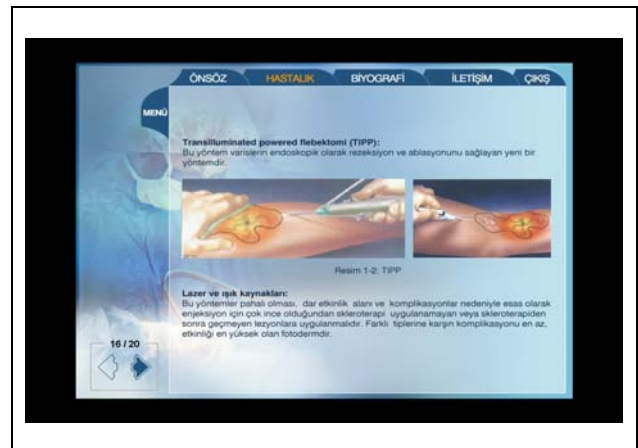 ÖNSÖZ HASTALIK BİYOGRAFİ İLETİŞİM ÇIKIŞ
MENÜ
Transilluminated powered flebektomi (TIPP):
Bu yöntem varislerin endoskopik olarak rezeksiyon ve ablasyonunu sağlayan yeni bir
yöntemdir.
Resim 1-2: TIPP
Lazer ve ışık kaynakları:
Bu yöntemler pahalı olması, dar etkinlik alanı ve komplikasyonlar nedeniyle esas olarak
enjeksiyon için çok ince olduğundan skleroterapi uygulanamayan veya skleroterapiden
sonra geçmeyen lezyonlara uygulanmalıdır. Farklı tiplerine karşın komplikasyonu en az,
etkinliği en yüksek olan fotodermdir.
16 / 20